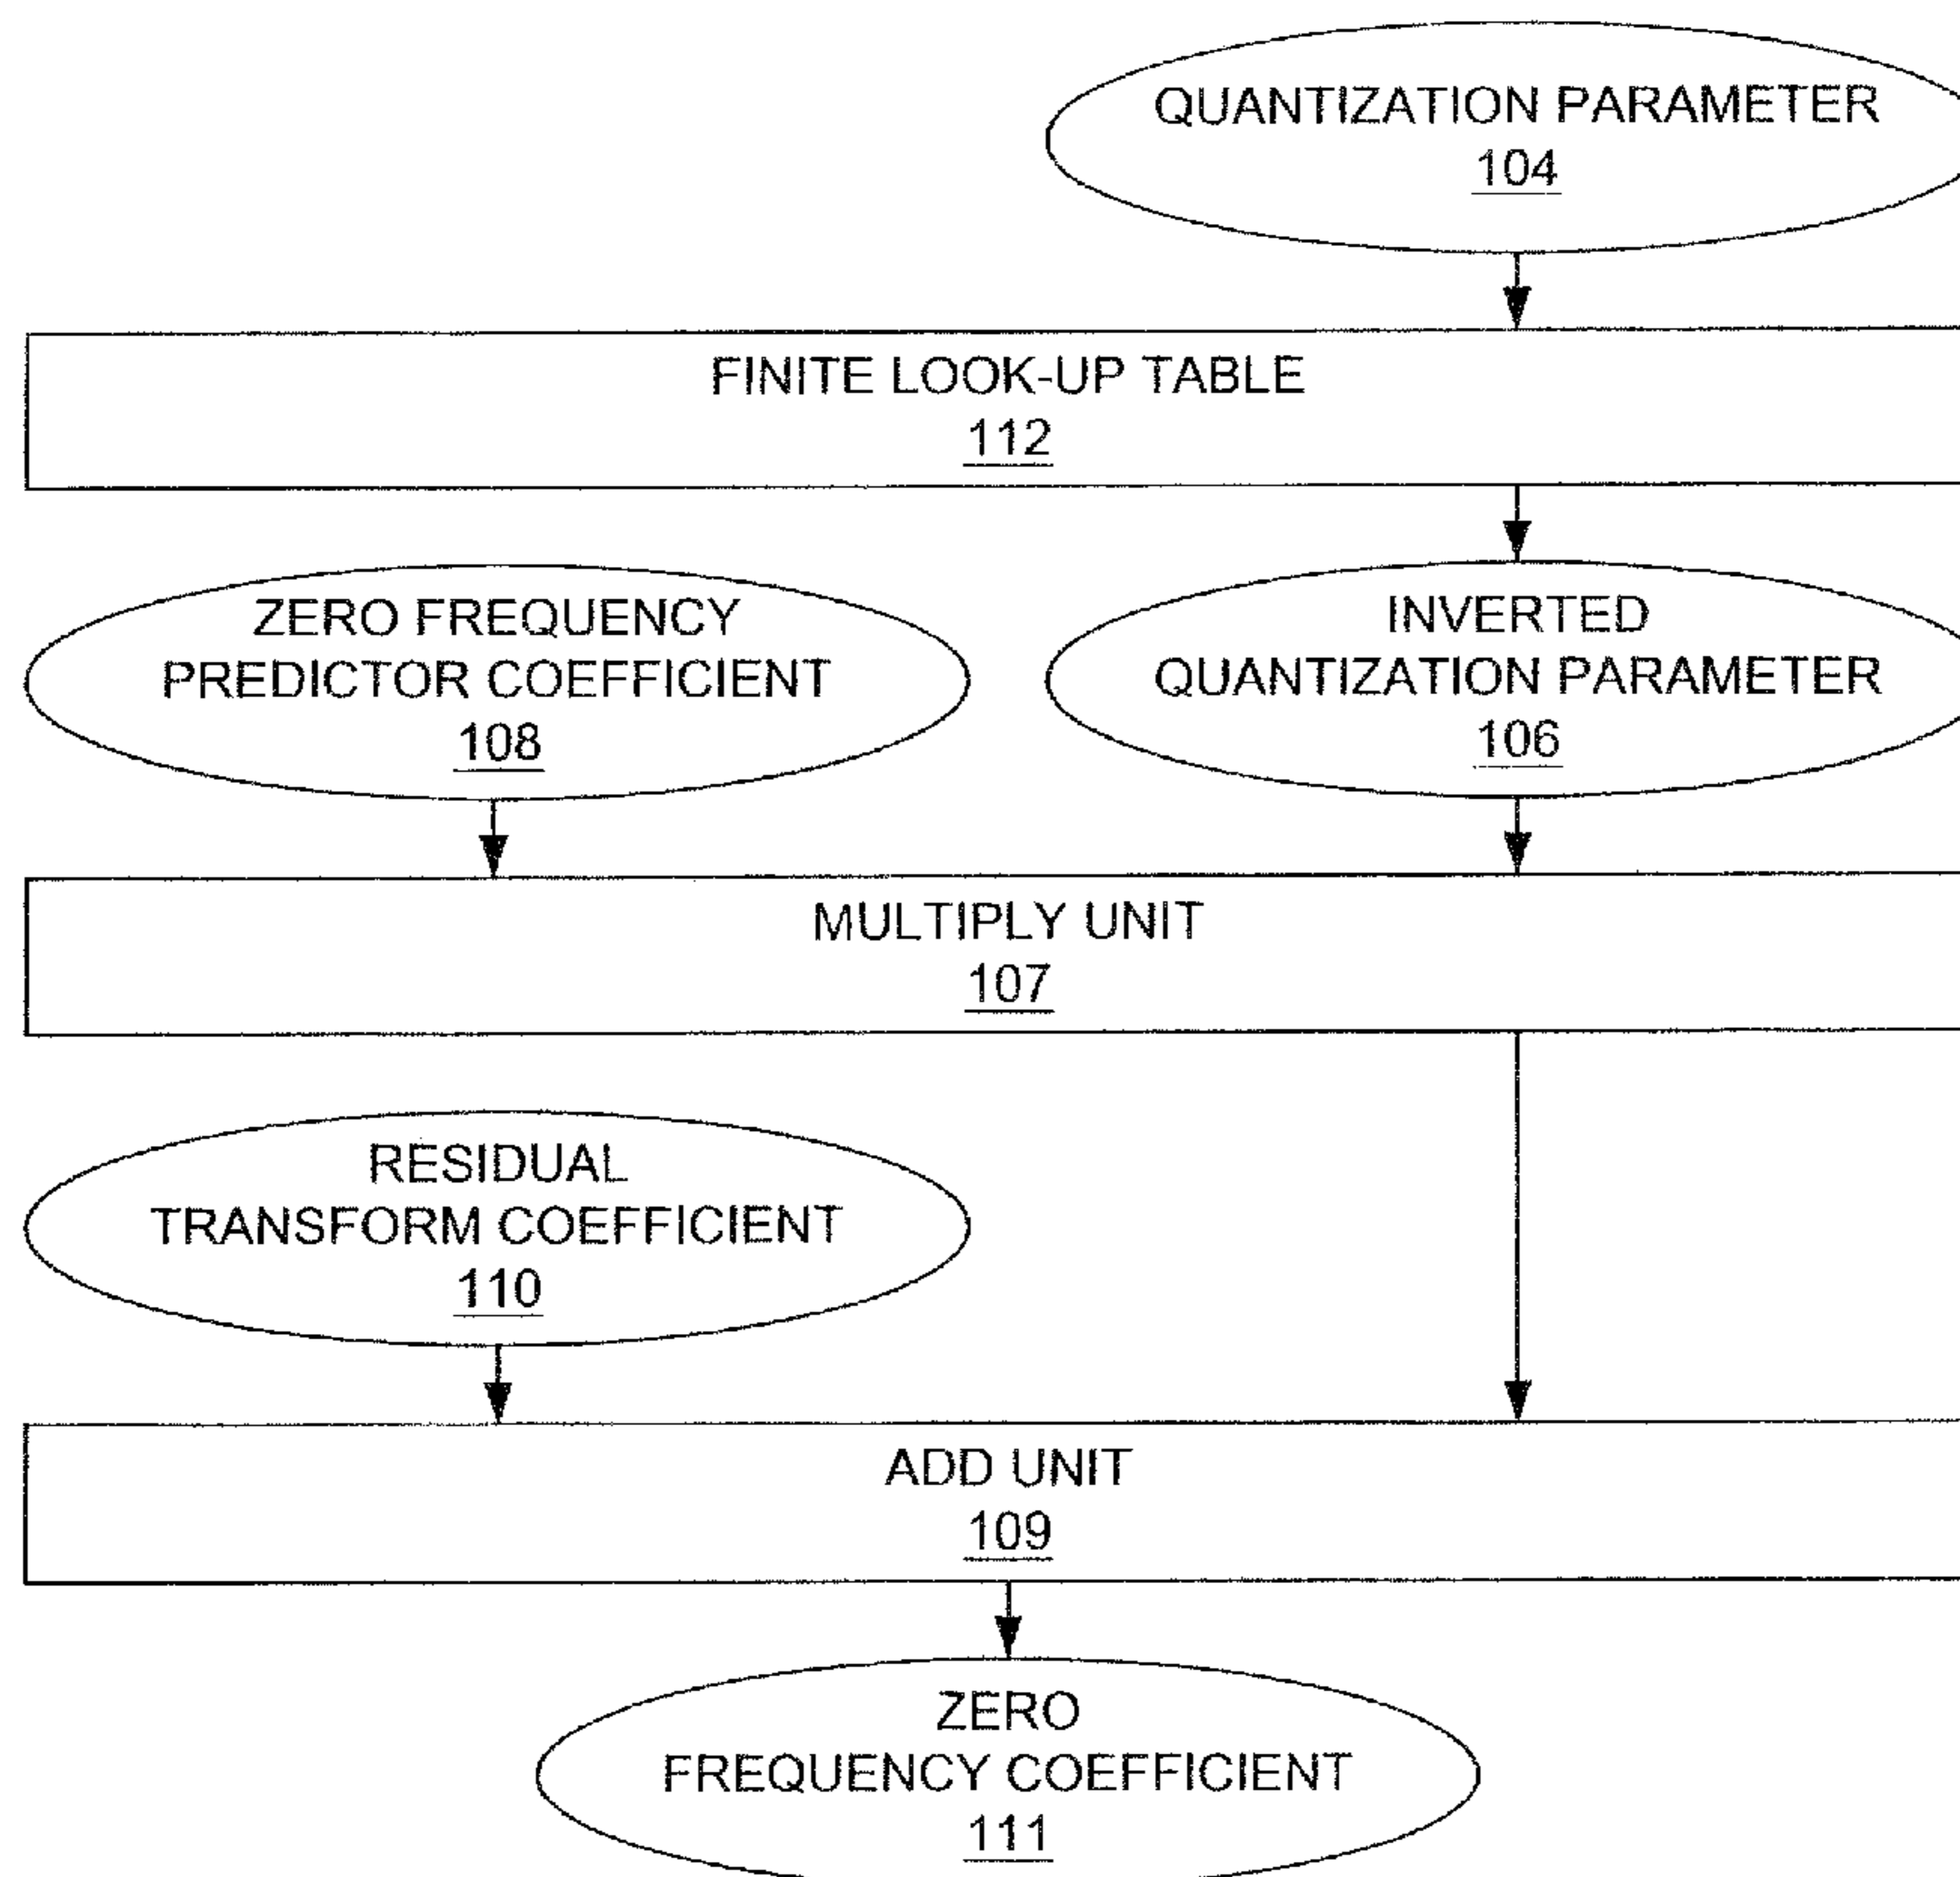 QUANTIZATION PARAMETER
104
FINITE LOOK-UP TABLE
112
ZERO FREQUENCY
PREDICTOR COEFFICIENT
108
INVERTED
QUANTIZATION PARAMETER
106
MULTIPLY UNIT
107
RESIDUAL
TRANSFORM COEFFICIENT
110
ADD UNIT
109
ZERO
FREQUENCY COEFFICIENT
111